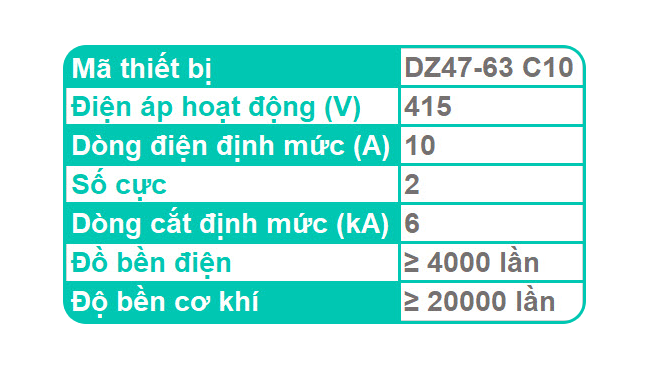 Mã thiết bị DZ47-63 C10
Điện áp hoạt động (V) 415
Dòng điện định mức (A) 10
Số cực 2
Dòng cắt định mức (kA) 6
Đồ bền điện ≥ 4000 lần
Độ bền cơ khí ≥ 20000 lần